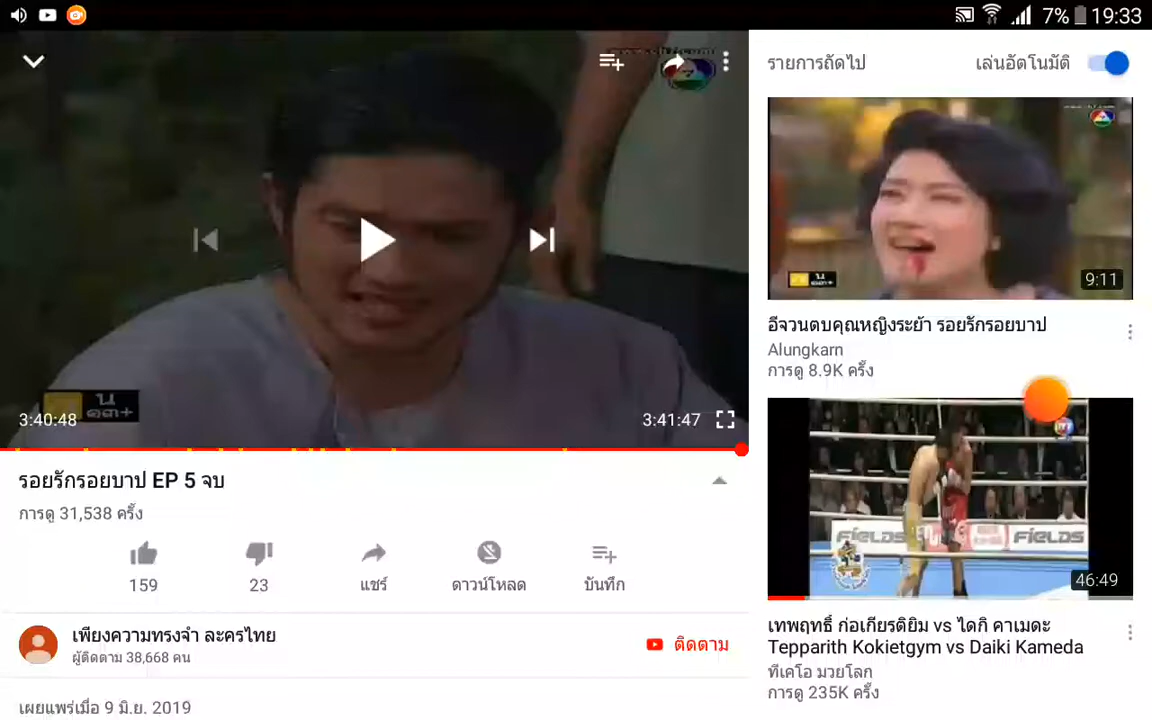 7% 19:33
3:40:48
3:41:47
น
๑๓+
รอยรักรอยบาป EP 5 จบ
การดู 31,538 ครั้ง
159
23
แชร์
ดาวน์โหลด
บันทึก
เพียงความทรงจำ ละครไทย
ผู้ติดตาม 38,668 คน
ติดตาม
เผยแพร่เมื่อ 9 มิ.ย. 2019
รายการถัดไป
เล่นอัตโนมัติ
น
๑๓+
9:11
อีจวนตบคุณหญิงระย้า รอยรักรอยบาป
Alungkarn
การดู 8.9K ครั้ง
FIELDS
FIELDS
46:49
เทพฤทธิ์ ก่อเกียรติยิม vs ไดกิ คาเมดะ
Tepparith Kokietgym vs Daiki Kameda
ทีเคโอ มวยโลก
การดู 235K ครั้ง